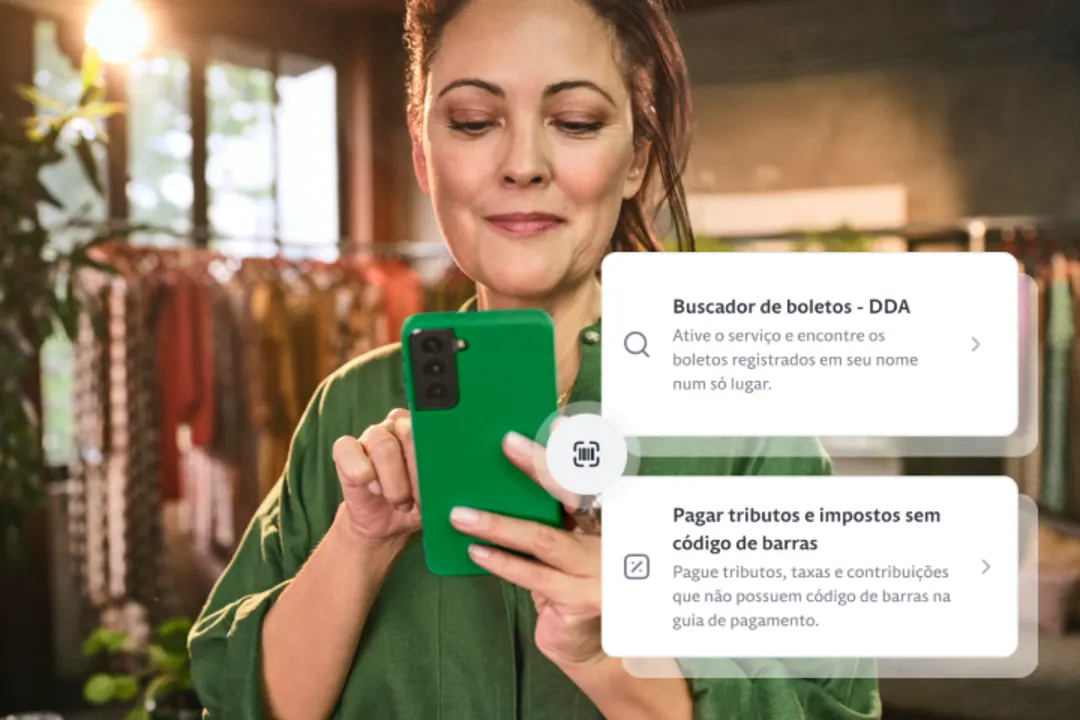 Buscador de boletos - DDA
Ative o serviço e encontre os
boletos registrados em seu nome
num só lugar.
Pagar tributos e impostos sem
código de barras
Pague tributos, taxas e contribuições
que não possuem código de barras na
guia de pagamento.